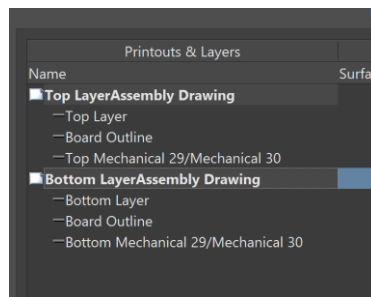 Printouts & Layers
Name
Top LayerAssembly Drawing
Top Layer
Board Outline
Top Mechanical 29/Mechanical 30
Bottom LayerAssembly Drawing
Bottom Layer
Board Outline
Bottom Mechanical 29/Mechanical 30